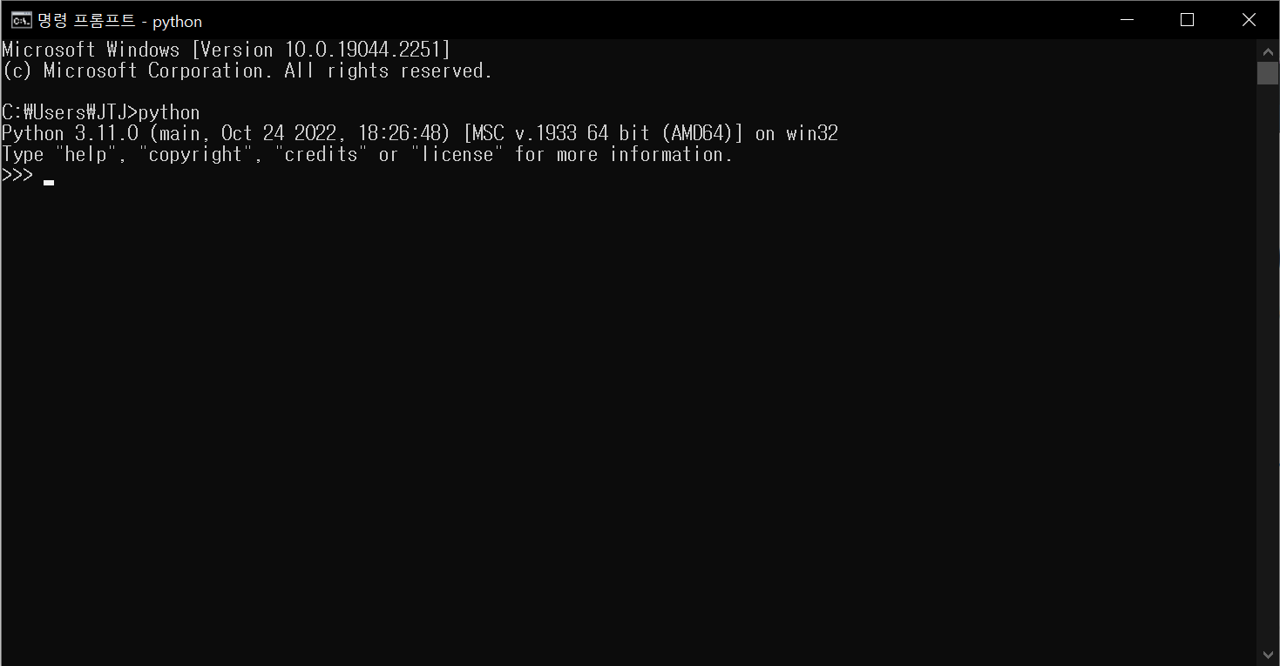 명령 프롬프트 - python
Microsoft Windows [Version 10.0.19044.2251]
(c) Microsoft Corporation. All rights reserved.
C:₩Users₩JTJ>python
Python 3.11.0 (main, Oct 24 2022, 18:26:48) [MSC v.1933 64 bit (AMD64)] on win32
Type "help", "copyright", "credits" or "license" for more information.
>>>